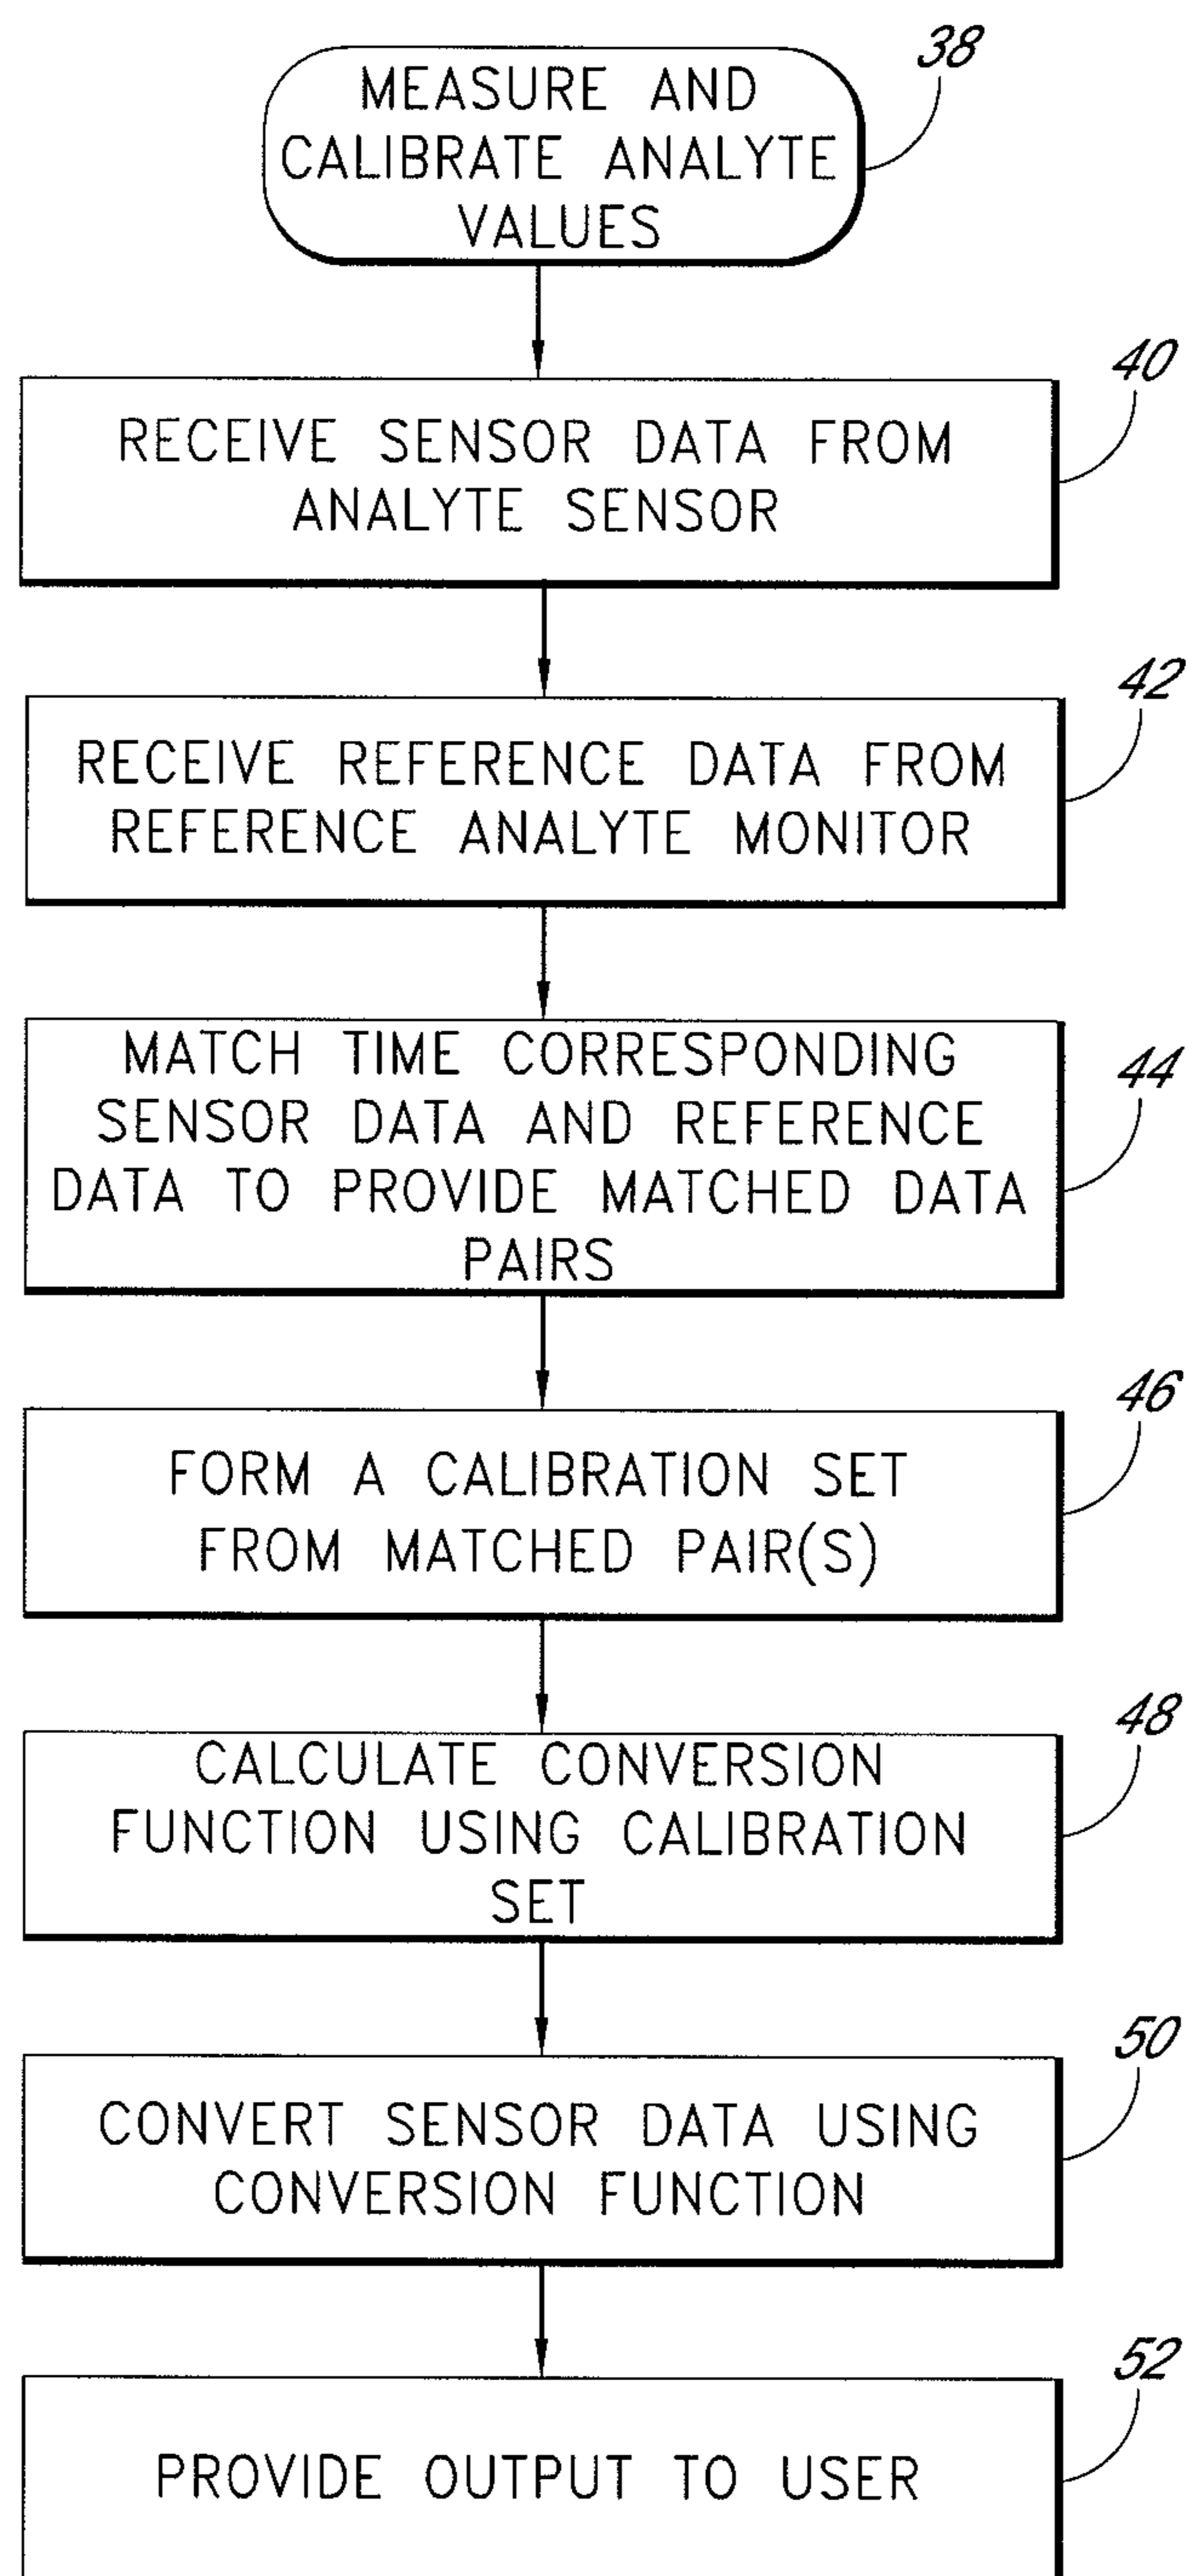 38
MEASURE AND
CALIBRATE ANALYTE
VALUES
40
RECEIVE SENSOR DATA FROM
ANALYTE SENSOR
42
RECEIVE REFERENCE DATA FROM
REFERENCE ANALYTE MONITOR
44
MATCH TIME CORRESPONDING
SENSOR DATA AND REFERENCE
DATA TO PROVIDE MATCHED DATA
PAIRS
46
FORM A CALIBRATION SET
FROM MATCHED PAIR(S)
48
CALCULATE CONVERSION
FUNCTION USING CALIBRATION
SET
50
CONVERT SENSOR DATA USING
CONVERSION FUNCTION
52
PROVIDE OUTPUT TO USER